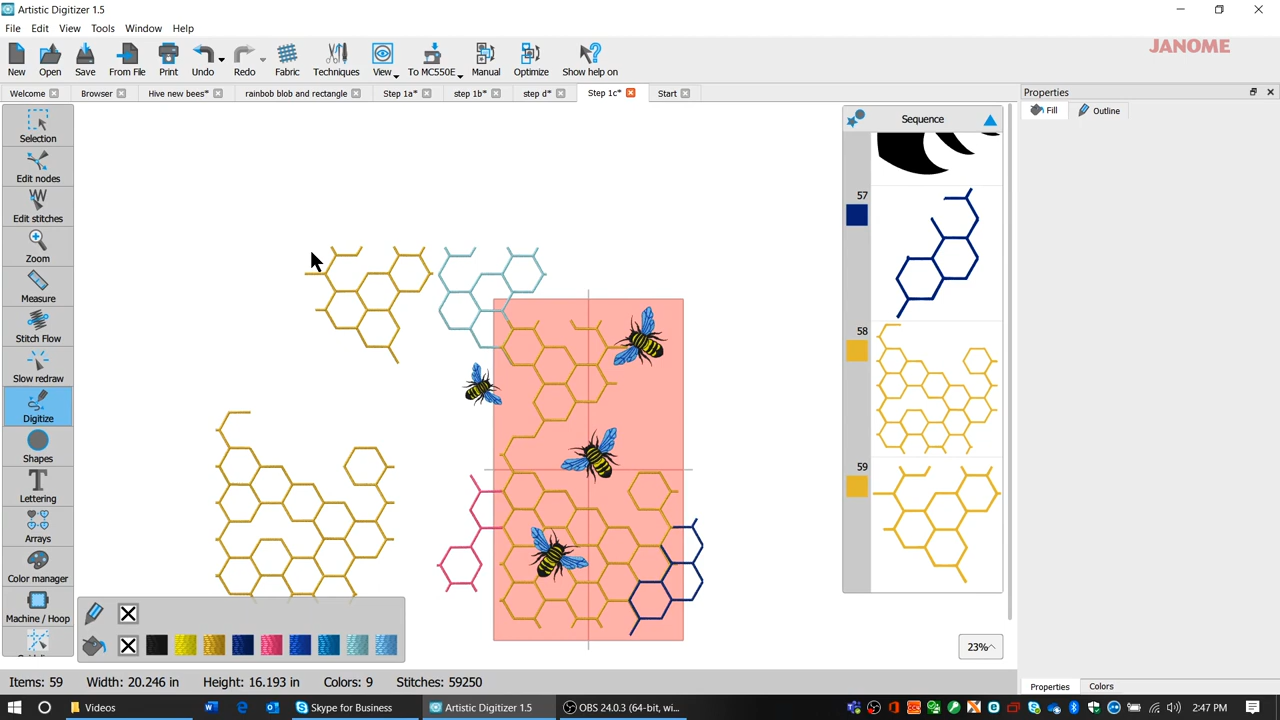 Artistic Digitizer 1.5
File Edit View Tools Window Help
JANOME
New Open Save From File Print Undo Redo Fabric Techniques View To MC550E Manual Optimize Show help on
Welcome Browser Hive new bees* rainbob blob and rectangle Step 1a* step 1b* step d* Step 1c* Start
Properties
Fill Outline
Selection
Edit nodes
Edit stitches
Zoom
Measure
Stitch Flow
Slow redraw
Digitize
Shapes
Lettering
Arrays
Color manager
Machine / Hoop
Sequence
57
58
59
23%
Items: 59 Width: 20.246 in Height: 16.193 in Colors: 9 Stitches: 59250
Properties Colors
Videos Skype for Business Artistic Digitizer 1.5 OBS 24.0.3 (64-bit, wi... 2:47 PM